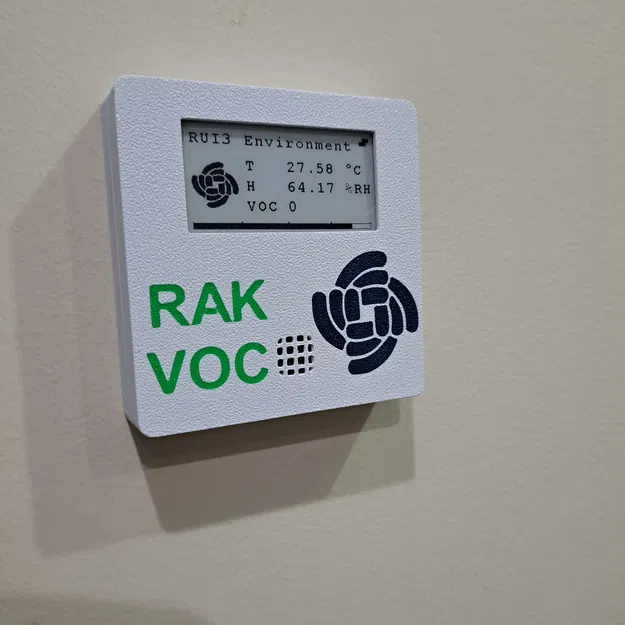 RUI3 Environment
T 27.58 °C
H 64.17 %RH
VOC 0
RAK
VOC